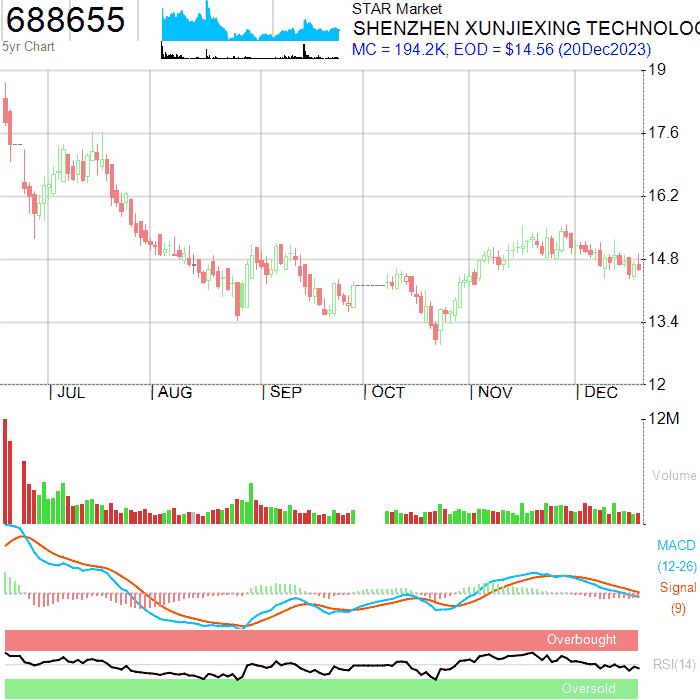 688655
5yr Chart
STAR Market
SHENZHEN XUNJIEXING TECHNOLOG
MC = 194.2K, EOD = $14.56 (20Dec2023)
19
17.6
16.2
14.8
13.4
12
JUL AUG SEP OCT NOV DEC
12M
Volume
MACD
(12-26)
Signal
(9)
Overbought
RSI(14)
Oversold